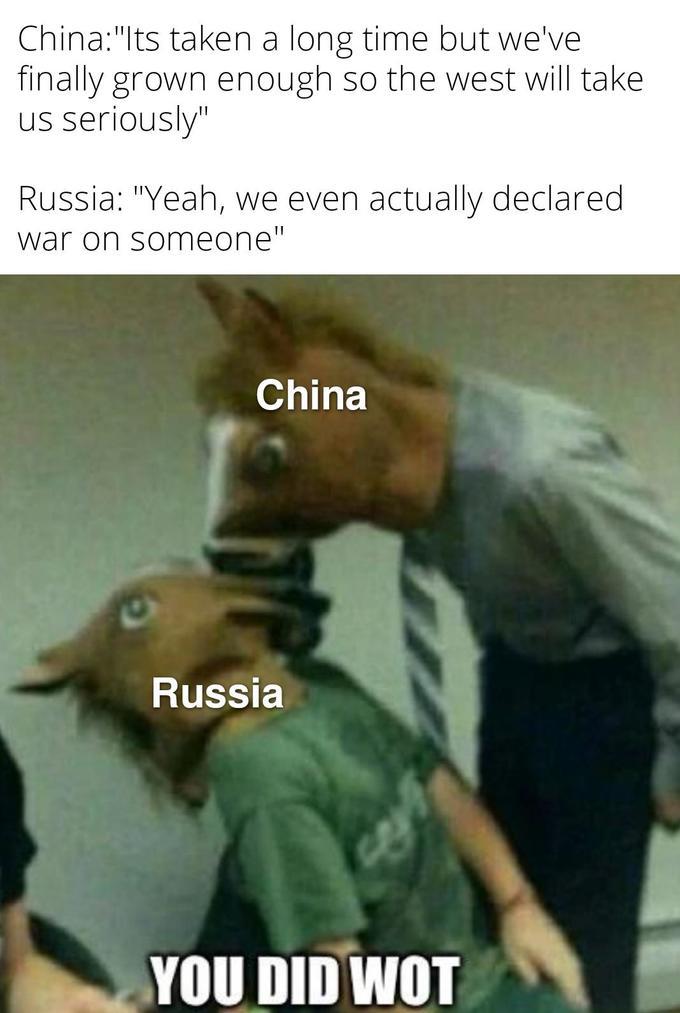 China:"Its taken a long time but we've
finally grown enough so the west will take
us seriously"
Russia: "Yeah, we even actually declared
war on someone"
China
Russia
YOU DID WOT